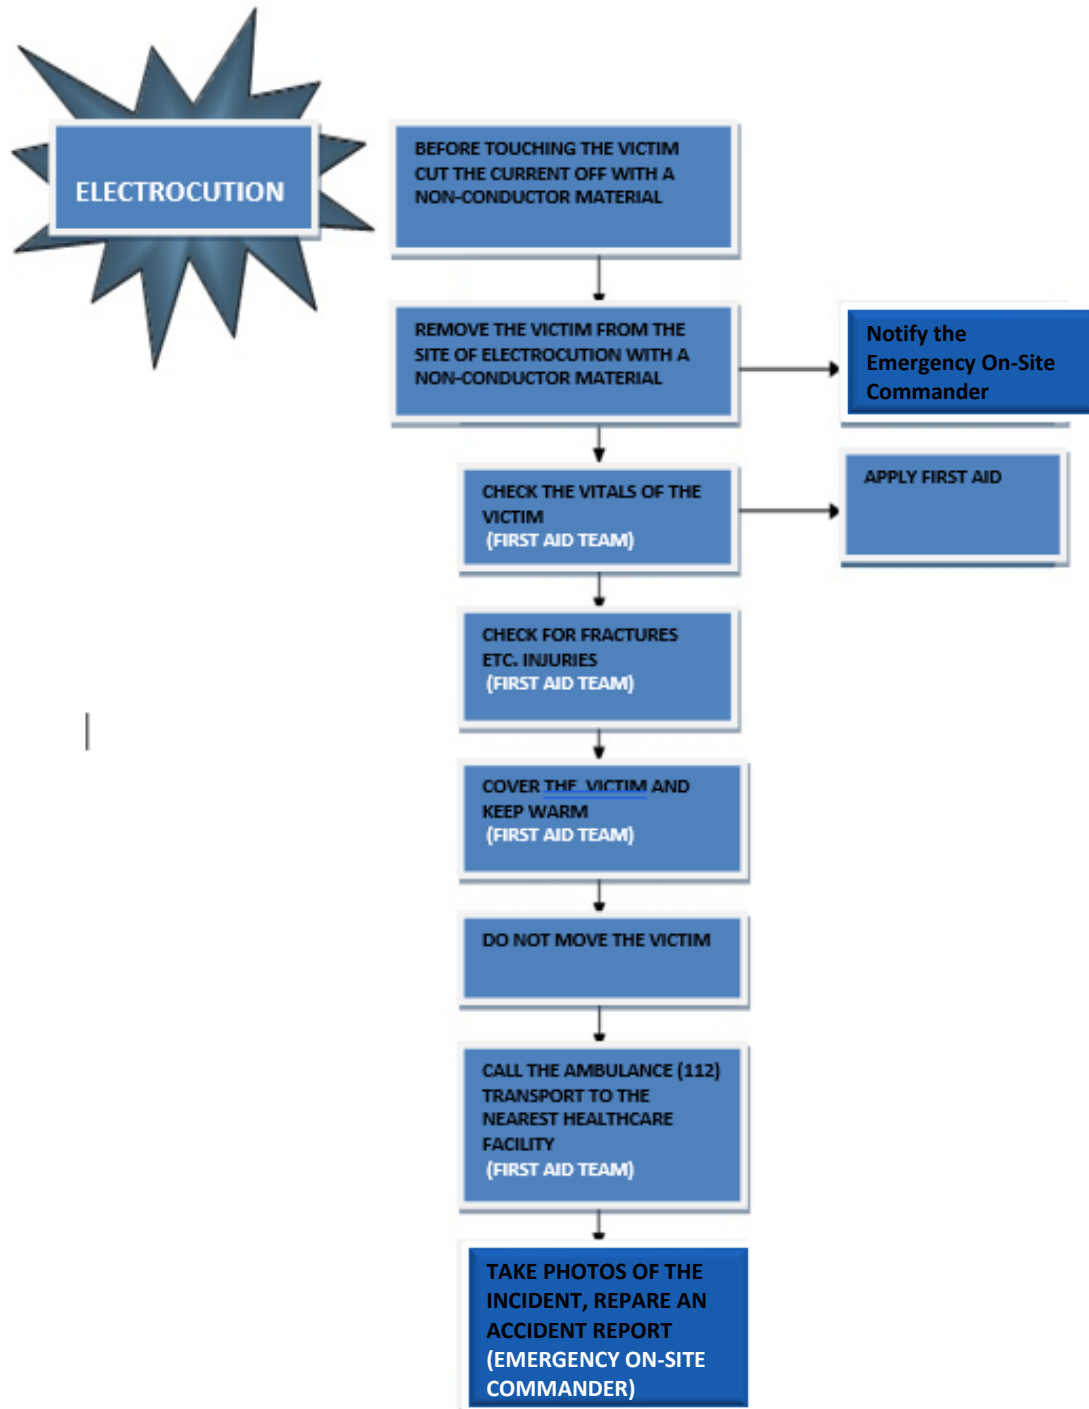 ELECTROCUTION
BEFORE TOUCHING THE VICTIM
CUT THE CURRENT OFF WITH A
NON-CONDUCTOR MATERIAL
REMOVE THE VICTIM FROM THE
SITE OF ELECTROCUTION WITH A
NON-CONDUCTOR MATERIAL
Notify the
Emergency On-Site
Commander
CHECK THE VITALS OF THE
VICTIM
(FIRST AID TEAM)
APPLY FIRST AID
CHECK FOR FRACTURES
ETC. INJURIES
(FIRST AID TEAM)
COVER THE VICTIM AND
KEEP WARM
(FIRST AID TEAM)
DO NOT MOVE THE VICTIM
CALL THE AMBULANCE (112)
TRANSPORT TO THE
NEAREST HEALTHCARE
FACILITY
(FIRST AID TEAM)
TAKE PHOTOS OF THE
INCIDENT, REPARE AN
ACCIDENT REPORT
(EMERGENCY ON-SITE
COMMANDER)